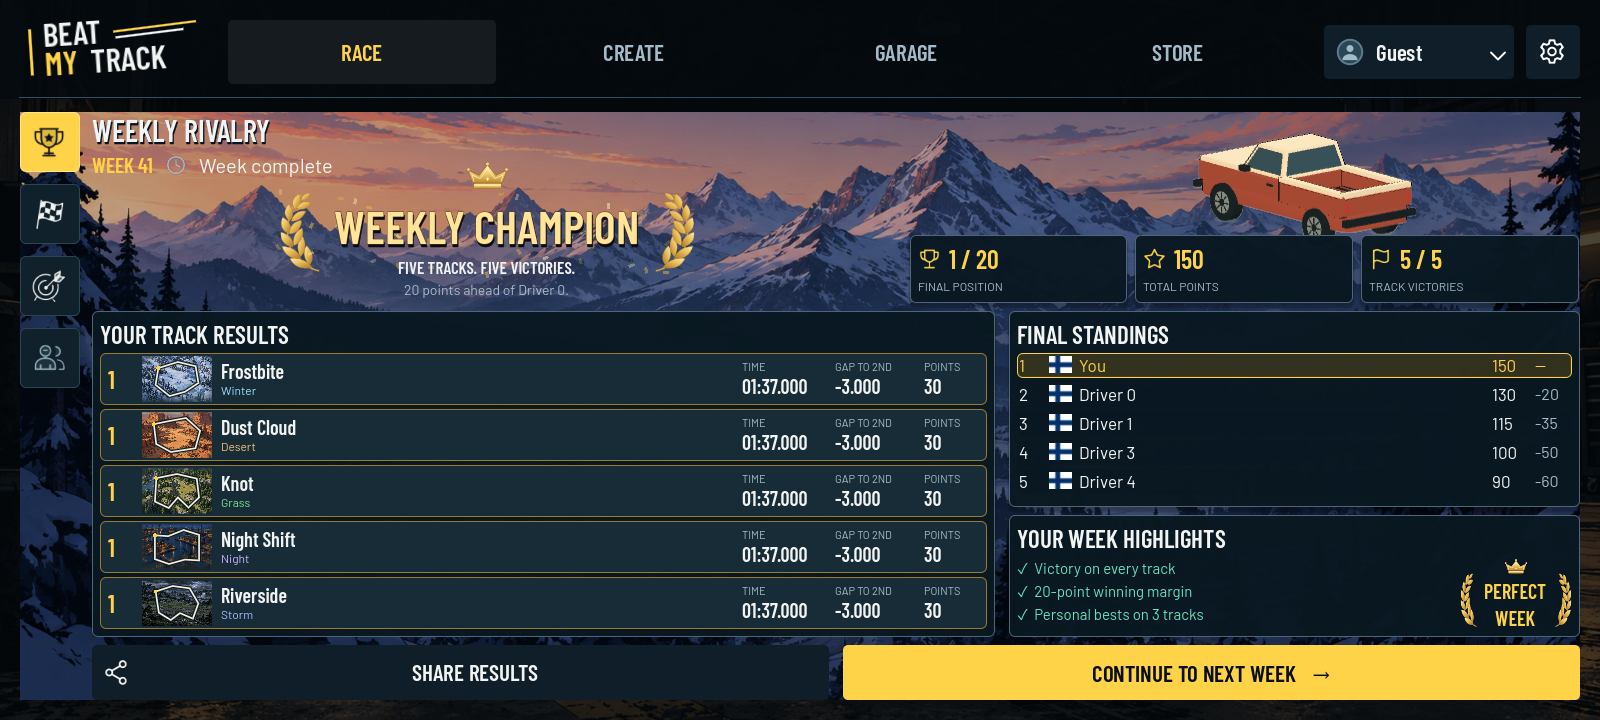 BEAT
MY TRACK
RACE
CREATE
GARAGE
STORE
Guest
WEEKLY RIVALRY
WEEK 41
Week complete
WEEKLY CHAMPION
FIVE TRACKS. FIVE VICTORIES.
20 points ahead of Driver 0.
1 / 20
FINAL POSITION
150
TOTAL POINTS
5 / 5
TRACK VICTORIES
YOUR TRACK RESULTS
1 Frostbite Winter TIME 01:37.000 GAP TO 2ND -3.000 POINTS 30
1 Dust Cloud Desert TIME 01:37.000 GAP TO 2ND -3.000 POINTS 30
1 Knot Grass TIME 01:37.000 GAP TO 2ND -3.000 POINTS 30
1 Night Shift Night TIME 01:37.000 GAP TO 2ND -3.000 POINTS 30
1 Riverside Storm TIME 01:37.000 GAP TO 2ND -3.000 POINTS 30
FINAL STANDINGS
1 You 150 –
2 Driver 0 130 -20
3 Driver 1 115 -35
4 Driver 3 100 -50
5 Driver 4 90 -60
YOUR WEEK HIGHLIGHTS
✓ Victory on every track
✓ 20-point winning margin
✓ Personal bests on 3 tracks
PERFECT
WEEK
SHARE RESULTS
CONTINUE TO NEXT WEEK →